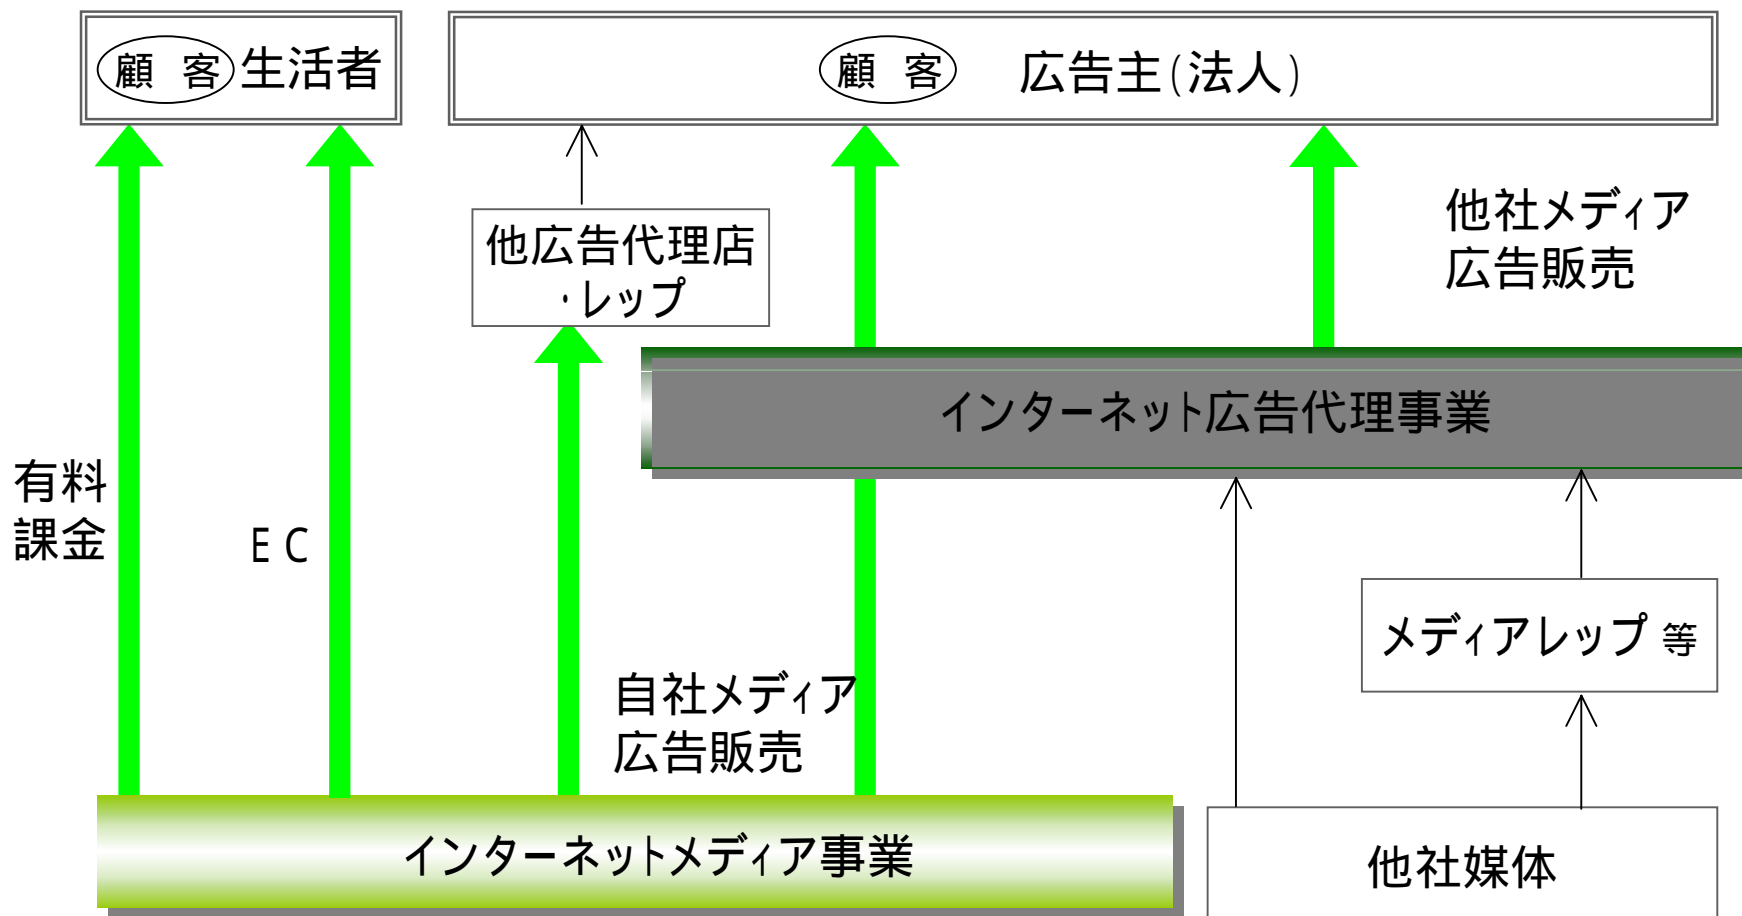 顧 客 生活者
顧 客 広告主(法人)
他広告代理店
・レップ
他社メディア
広告販売
インターネット広告代理事業
有料
課金
EC
メディアレップ 等
自社メディア
広告販売
インターネットメディア事業
他社媒体